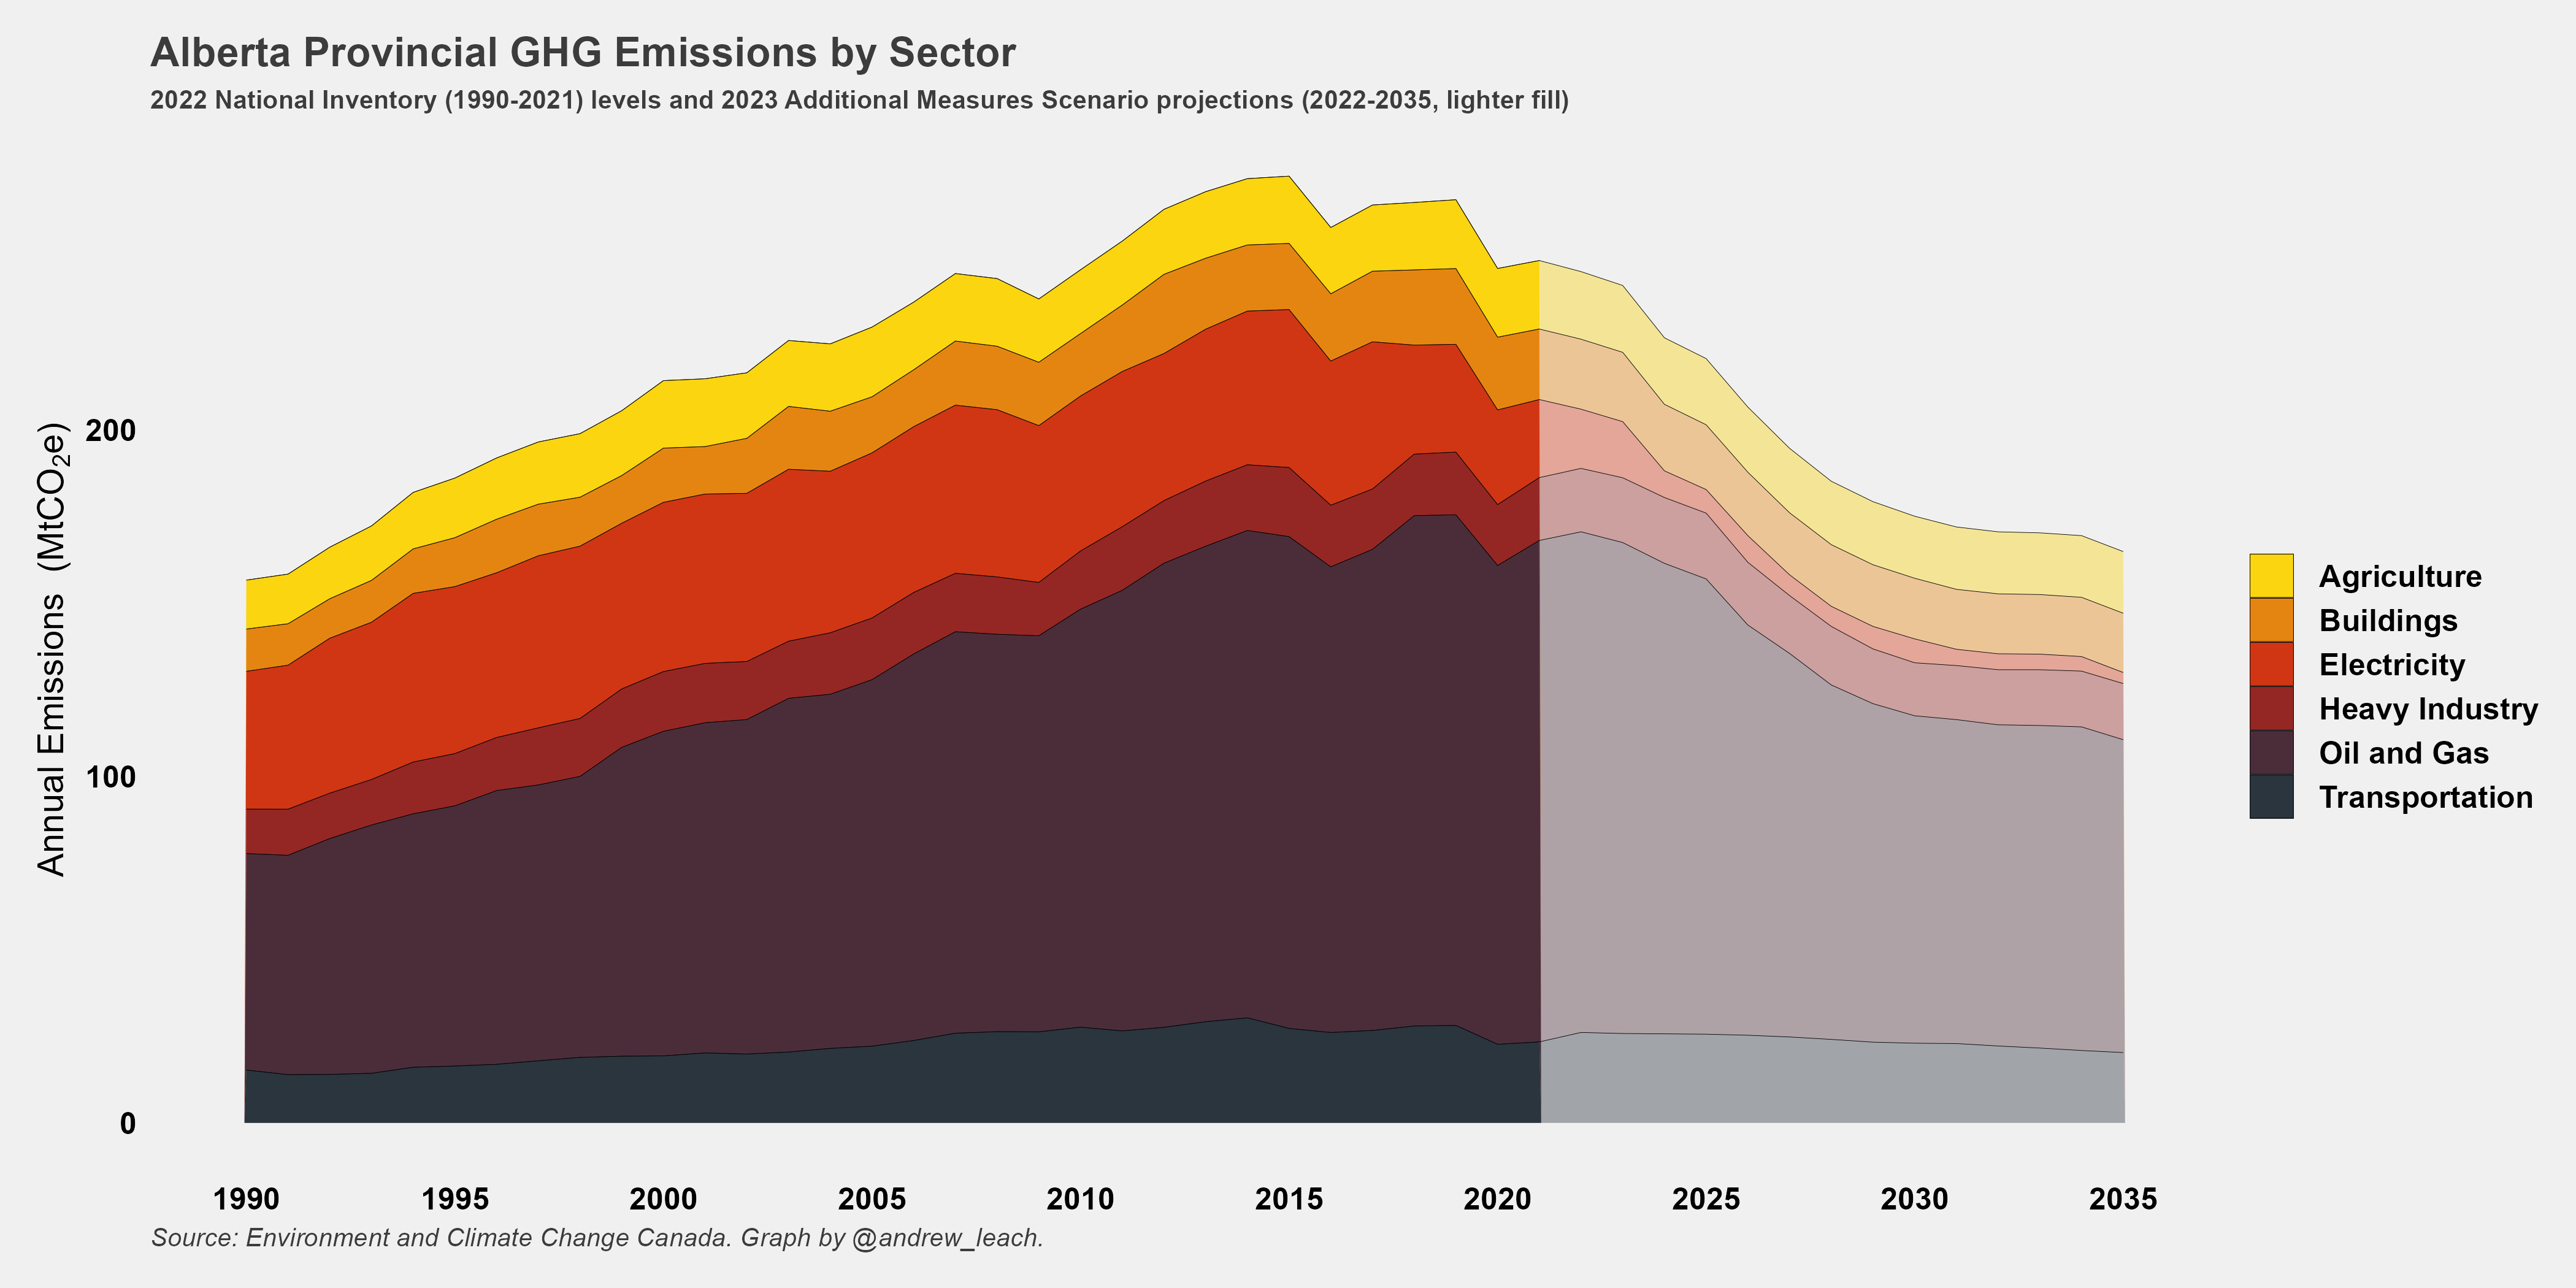 Alberta Provincial GHG Emissions by Sector
2022 National Inventory (1990-2021) levels and 2023 Additional Measures Scenario projections (2022-2035, lighter fill)
Annual Emissions (MtCO₂e)
200
100
0
Agriculture
Buildings
Electricity
Heavy Industry
Oil and Gas
Transportation
1990 1995 2000 2005 2010 2015 2020 2025 2030 2035
Source: Environment and Climate Change Canada. Graph by @andrew_leach.